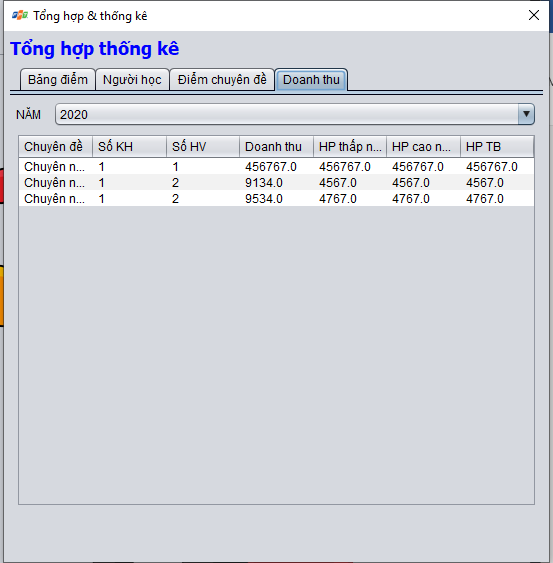 Tổng hợp & thống kê
Tổng hợp thống kê
Bảng điểm Người học Điểm chuyên đề Doanh thu
NĂM 2020
Chuyên đề Số KH Số HV Doanh thu HP thấp n... HP cao n... HP TB
Chuyên n... 1 1 456767.0 456767.0 456767.0 456767.0
Chuyên n... 1 2 9134.0 4567.0 4567.0 4567.0
Chuyên n... 1 2 9534.0 4767.0 4767.0 4767.0